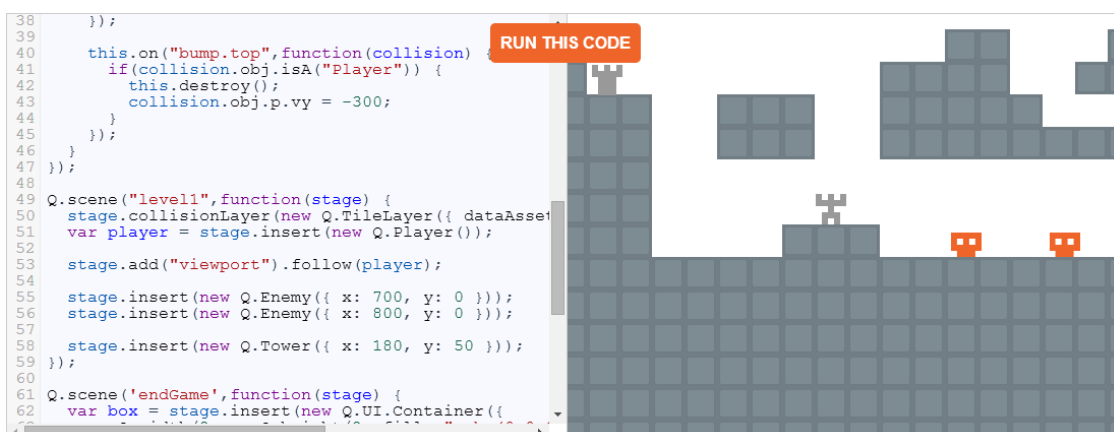 38 });
39
40 this.on("bump.top",function(collision) {
41 if(collision.obj.isA("Player")) {
42 this.destroy();
43 collision.obj.p.vy = -300;
44 }
45 });
46 }
47 });
48
49 Q.scene("level1",function(stage) {
50 stage.collisionLayer(new Q.TileLayer({ dataAsset
51 var player = stage.insert(new Q.Player());
52
53 stage.add("viewport").follow(player);
54
55 stage.insert(new Q.Enemy({ x: 700, y: 0 }));
56 stage.insert(new Q.Enemy({ x: 800, y: 0 }));
57
58 stage.insert(new Q.Tower({ x: 180, y: 50 }));
59 });
60
61 Q.scene('endGame',function(stage) {
62 var box = stage.insert(new Q.UI.Container({
RUN THIS CODE